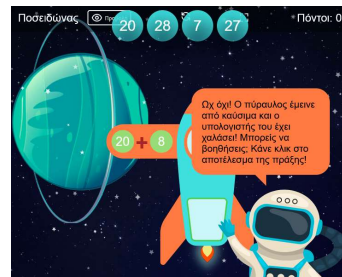 Ποσειδώνας
20 28 7 27
Πόντοι: 0
20 + 8
Ωχ όχι! Ο πύραυλος έμεινε
από καύσιμα και ο
υπολογιστής του έχει
χαλάσει! Μπορείς να
βοηθήσεις; Κάνε κλικ στο
αποτέλεσμα της πράξης!